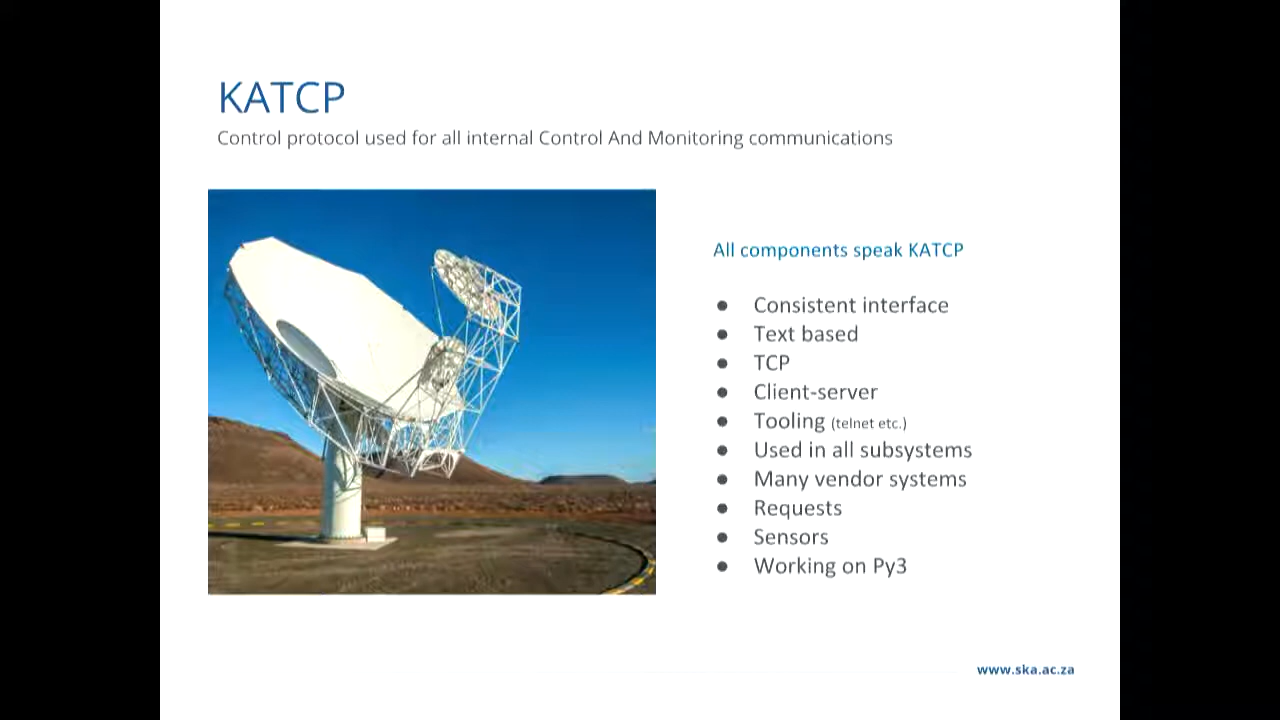 KATCP
Control protocol used for all internal Control And Monitoring communications
All components speak KATCP
● Consistent interface
● Text based
● TCP
● Client-server
● Tooling (telnet etc.)
● Used in all subsystems
● Many vendor systems
● Requests
● Sensors
● Working on Py3
www.ska.ac.za